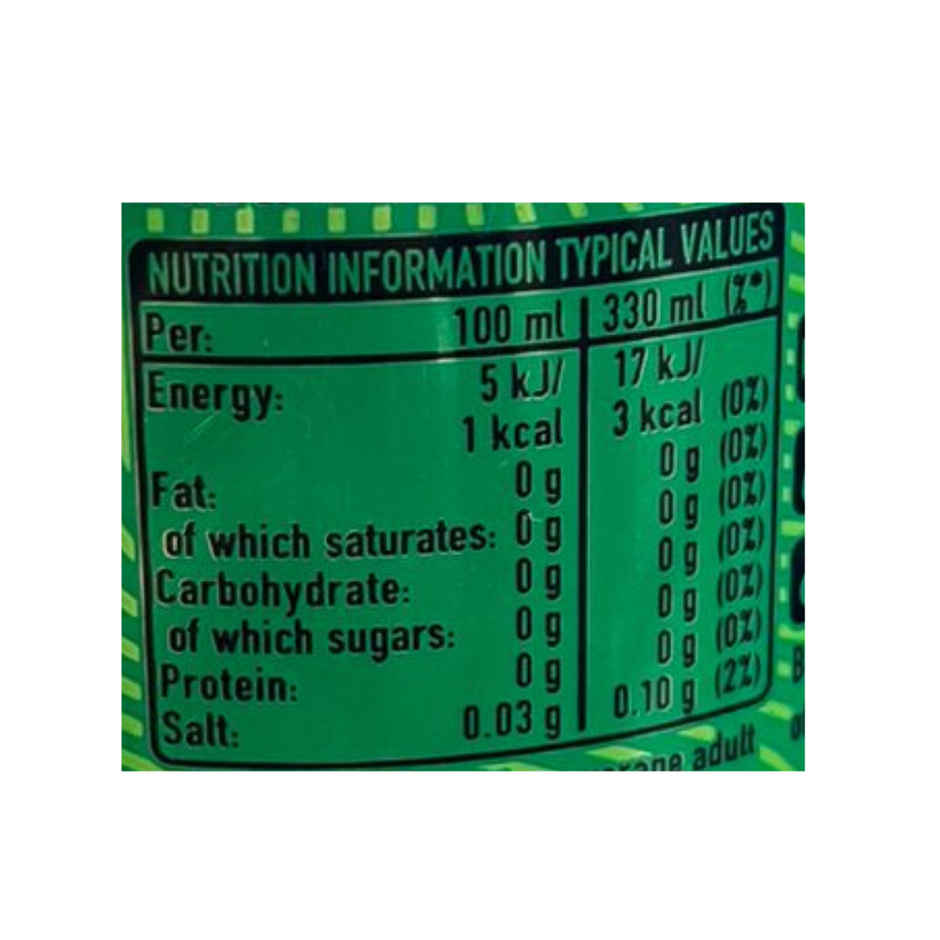 NUTRITION INFORMATION TYPICAL VALUES
Per: 100 ml 330 ml (%*)
Energy: 5 kJ/ 17 kJ/
1 kcal 3 kcal (0%)
Fat: 0 g 0 g (0%)
of which saturates: 0 g 0 g (0%)
Carbohydrate: 0 g 0 g (0%)
of which sugars: 0 g 0 g (0%)
Protein: 0 g 0 g (0%)
Salt: 0.03 g 0.10 g (2%)
adult